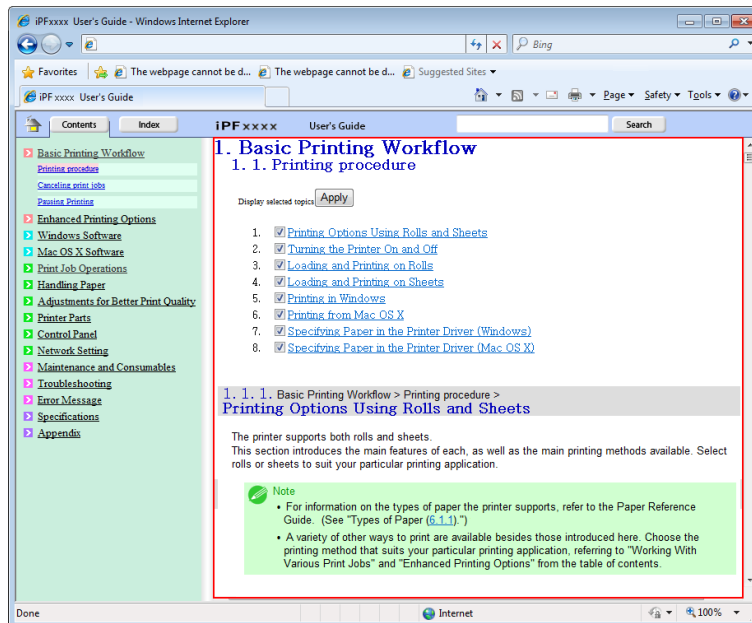 iPFxxxx User's Guide - Windows Internet Explorer
Bing
Favorites The webpage cannot be d... The webpage cannot be d... Suggested Sites
iPF xxxx User's Guide Page Safety Tools
Contents Index iPFxxxx User's Guide Search
Basic Printing Workflow
Printing procedure
Canceling print jobs
Pausing Printing
Enhanced Printing Options
Windows Software
Mac OS X Software
Print Job Operations
Handling Paper
Adjustments for Better Print Quality
Printer Parts
Control Panel
Network Setting
Maintenance and Consumables
Troubleshooting
Error Message
Specifications
Appendix
1. Basic Printing Workflow
1. 1. Printing procedure
Display selected topics Apply
1. Printing Options Using Rolls and Sheets
2. Turning the Printer On and Off
3. Loading and Printing on Rolls
4. Loading and Printing on Sheets
5. Printing in Windows
6. Printing from Mac OS X
7. Specifying Paper in the Printer Driver (Windows)
8. Specifying Paper in the Printer Driver (Mac OS X)
1. 1. 1. Basic Printing Workflow > Printing procedure >
Printing Options Using Rolls and Sheets
The printer supports both rolls and sheets.
This section introduces the main features of each, as well as the main printing methods available. Select
rolls or sheets to suit your particular printing application.
Note
• For information on the types of paper the printer supports, refer to the Paper Reference
Guide. (See "Types of Paper (6.1.1).")
• A variety of other ways to print are available besides those introduced here. Choose the
printing method that suits your particular printing application, referring to "Working With
Various Print Jobs" and "Enhanced Printing Options" from the table of contents.
Done Internet 100%